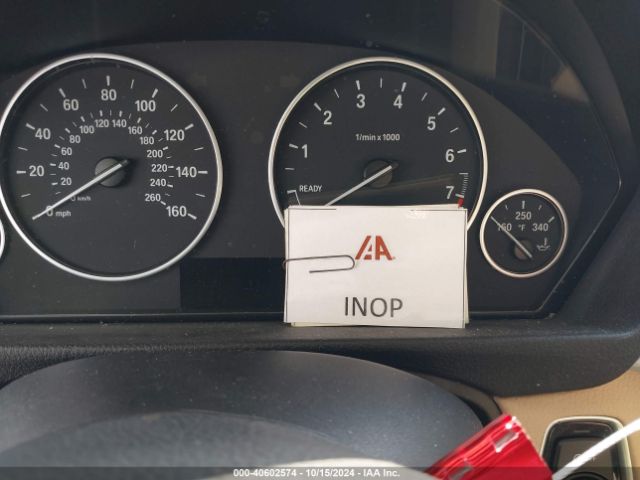 0 20 40 60 80 100 120 140 160
mph
20 40 60 80 100 120 140 160 180 200 220 240 260
km/h
1 2 3 4 5 6 7
1/min x 1000
READY
250
340
°F
IAA
INOP
000-40602574 - 10/15/2024 - IAA Inc.